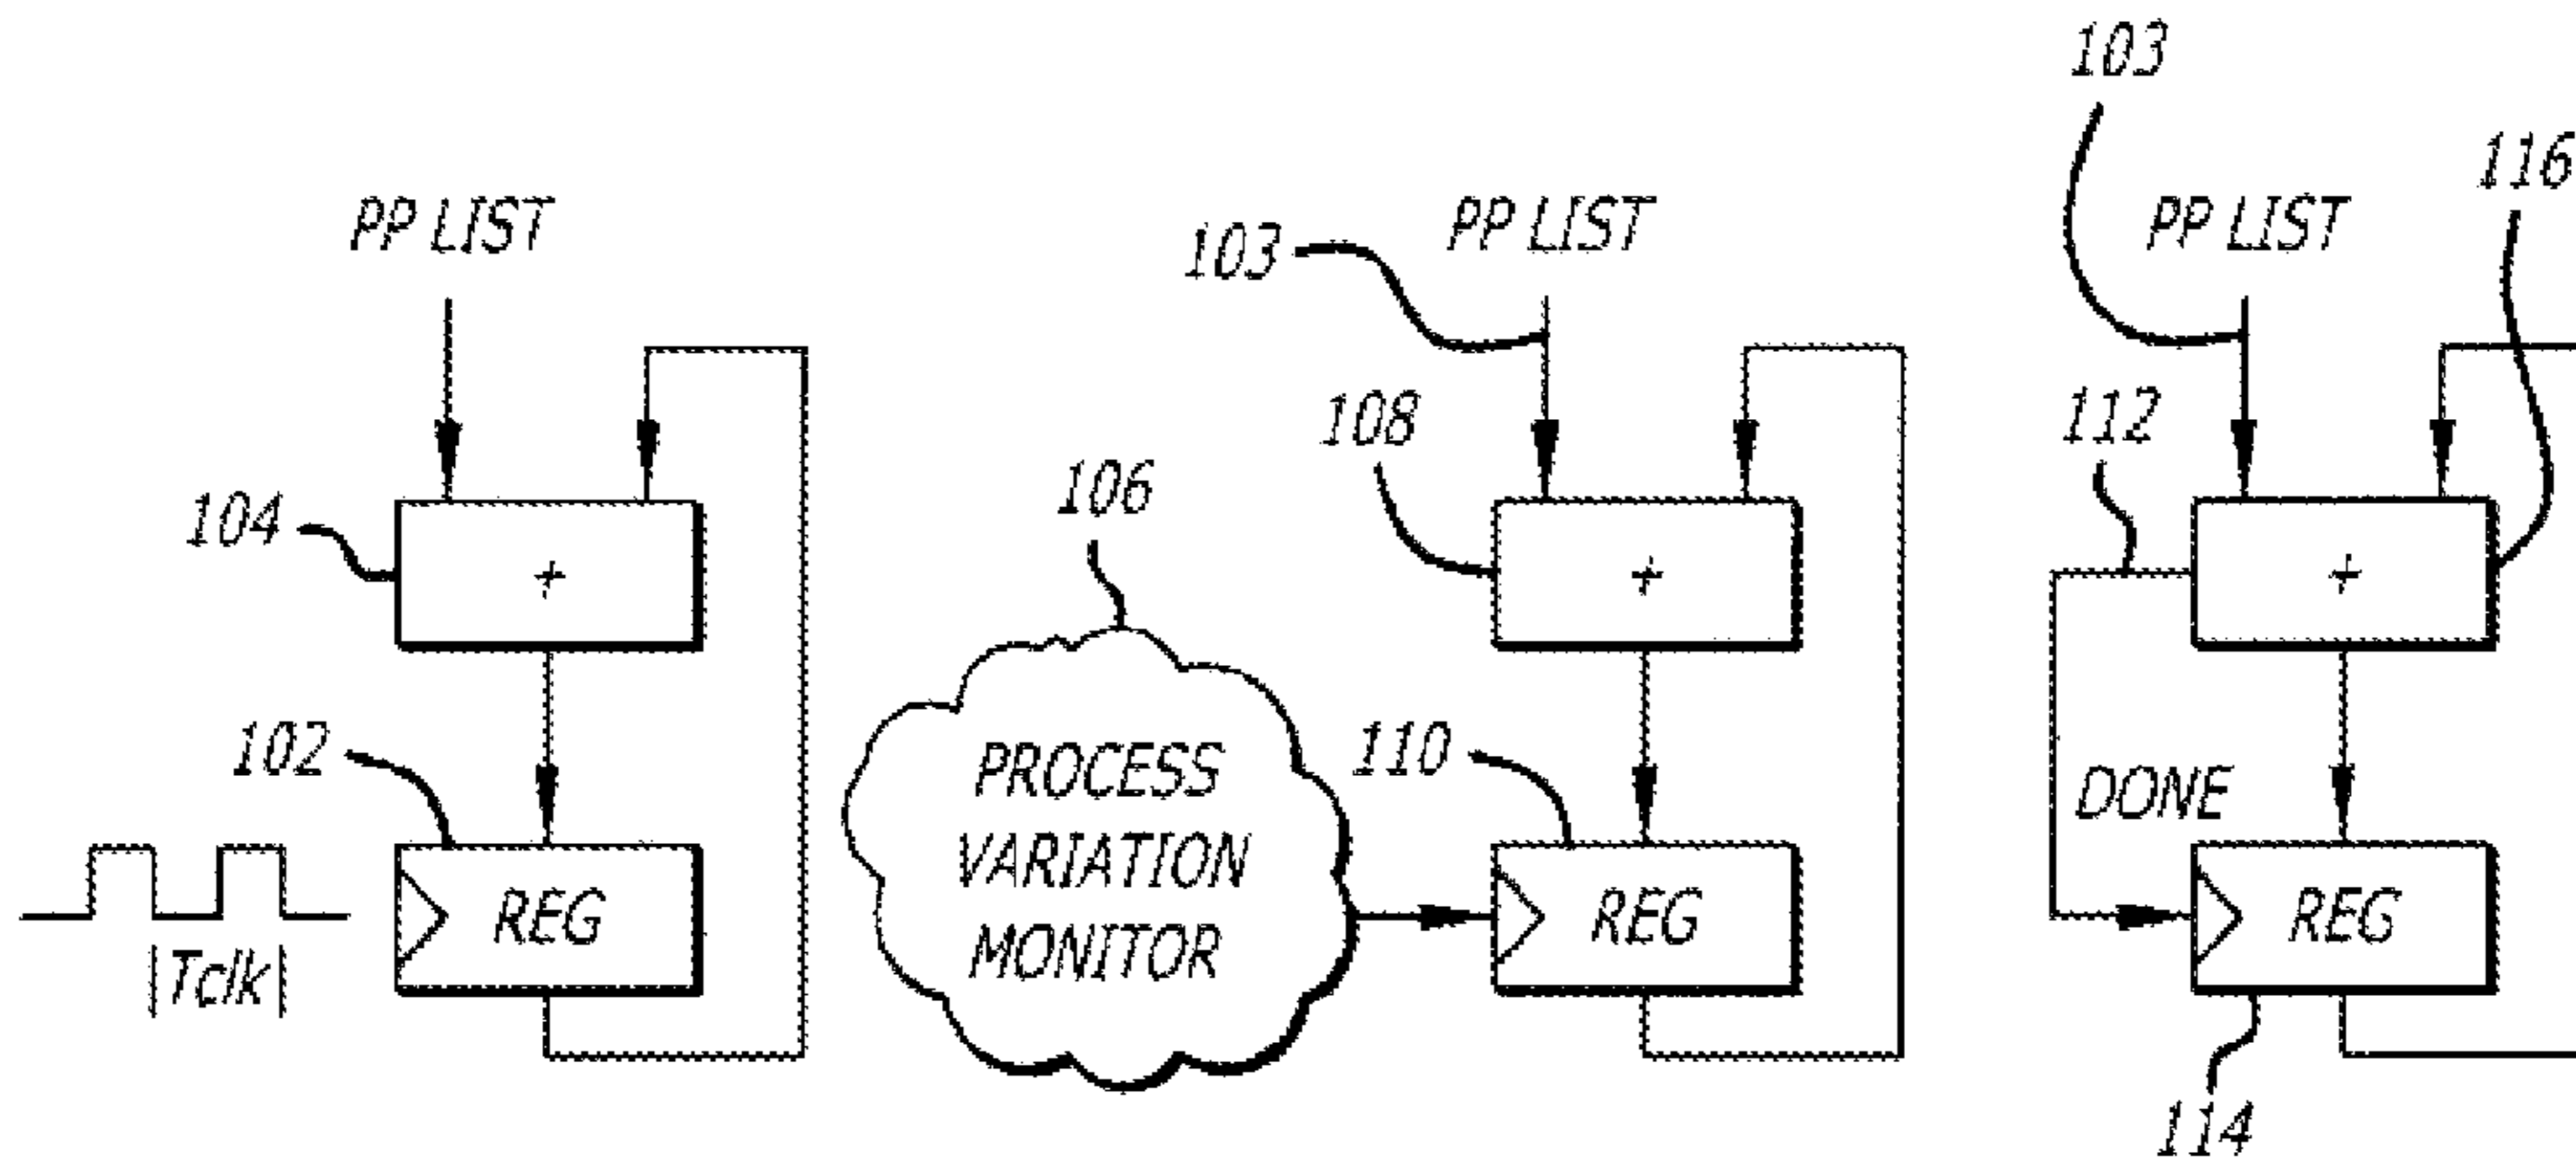 PP LIST
104
+
102
REG
|Tclk|
103
PP LIST
108
+
106
PROCESS
VARIATION
MONITOR
110
REG
103
116
PP LIST
112
+
DONE
REG
114